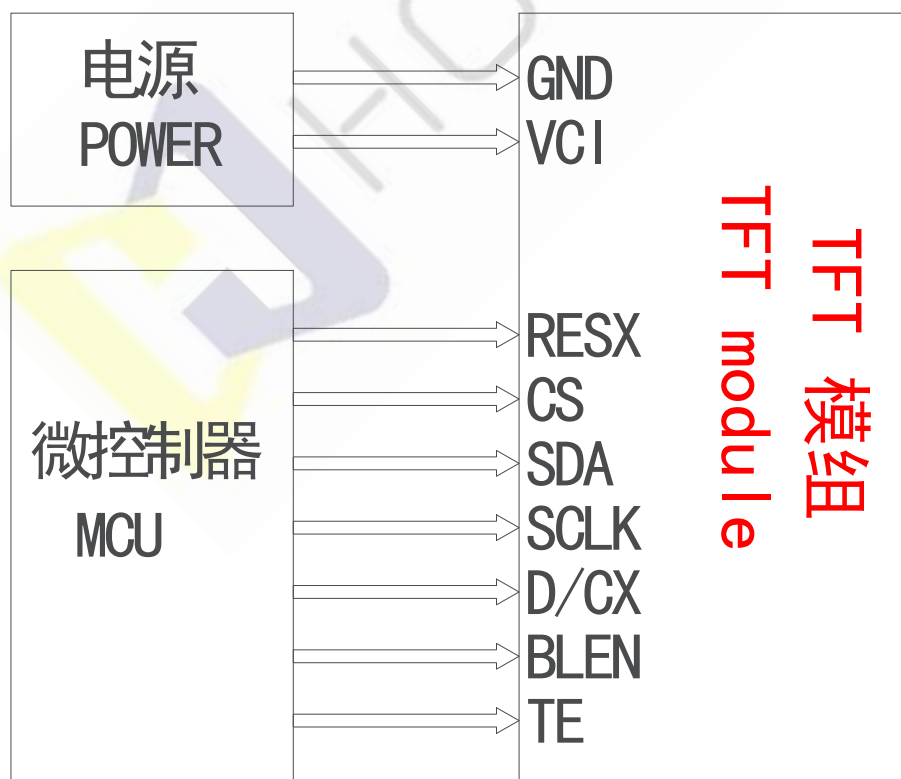 电源
POWER
GND
VCI
微控制器
MCU
RESX
CS
SDA
SCLK
D/CX
BLEN
TE
TFT 模组
TFT module